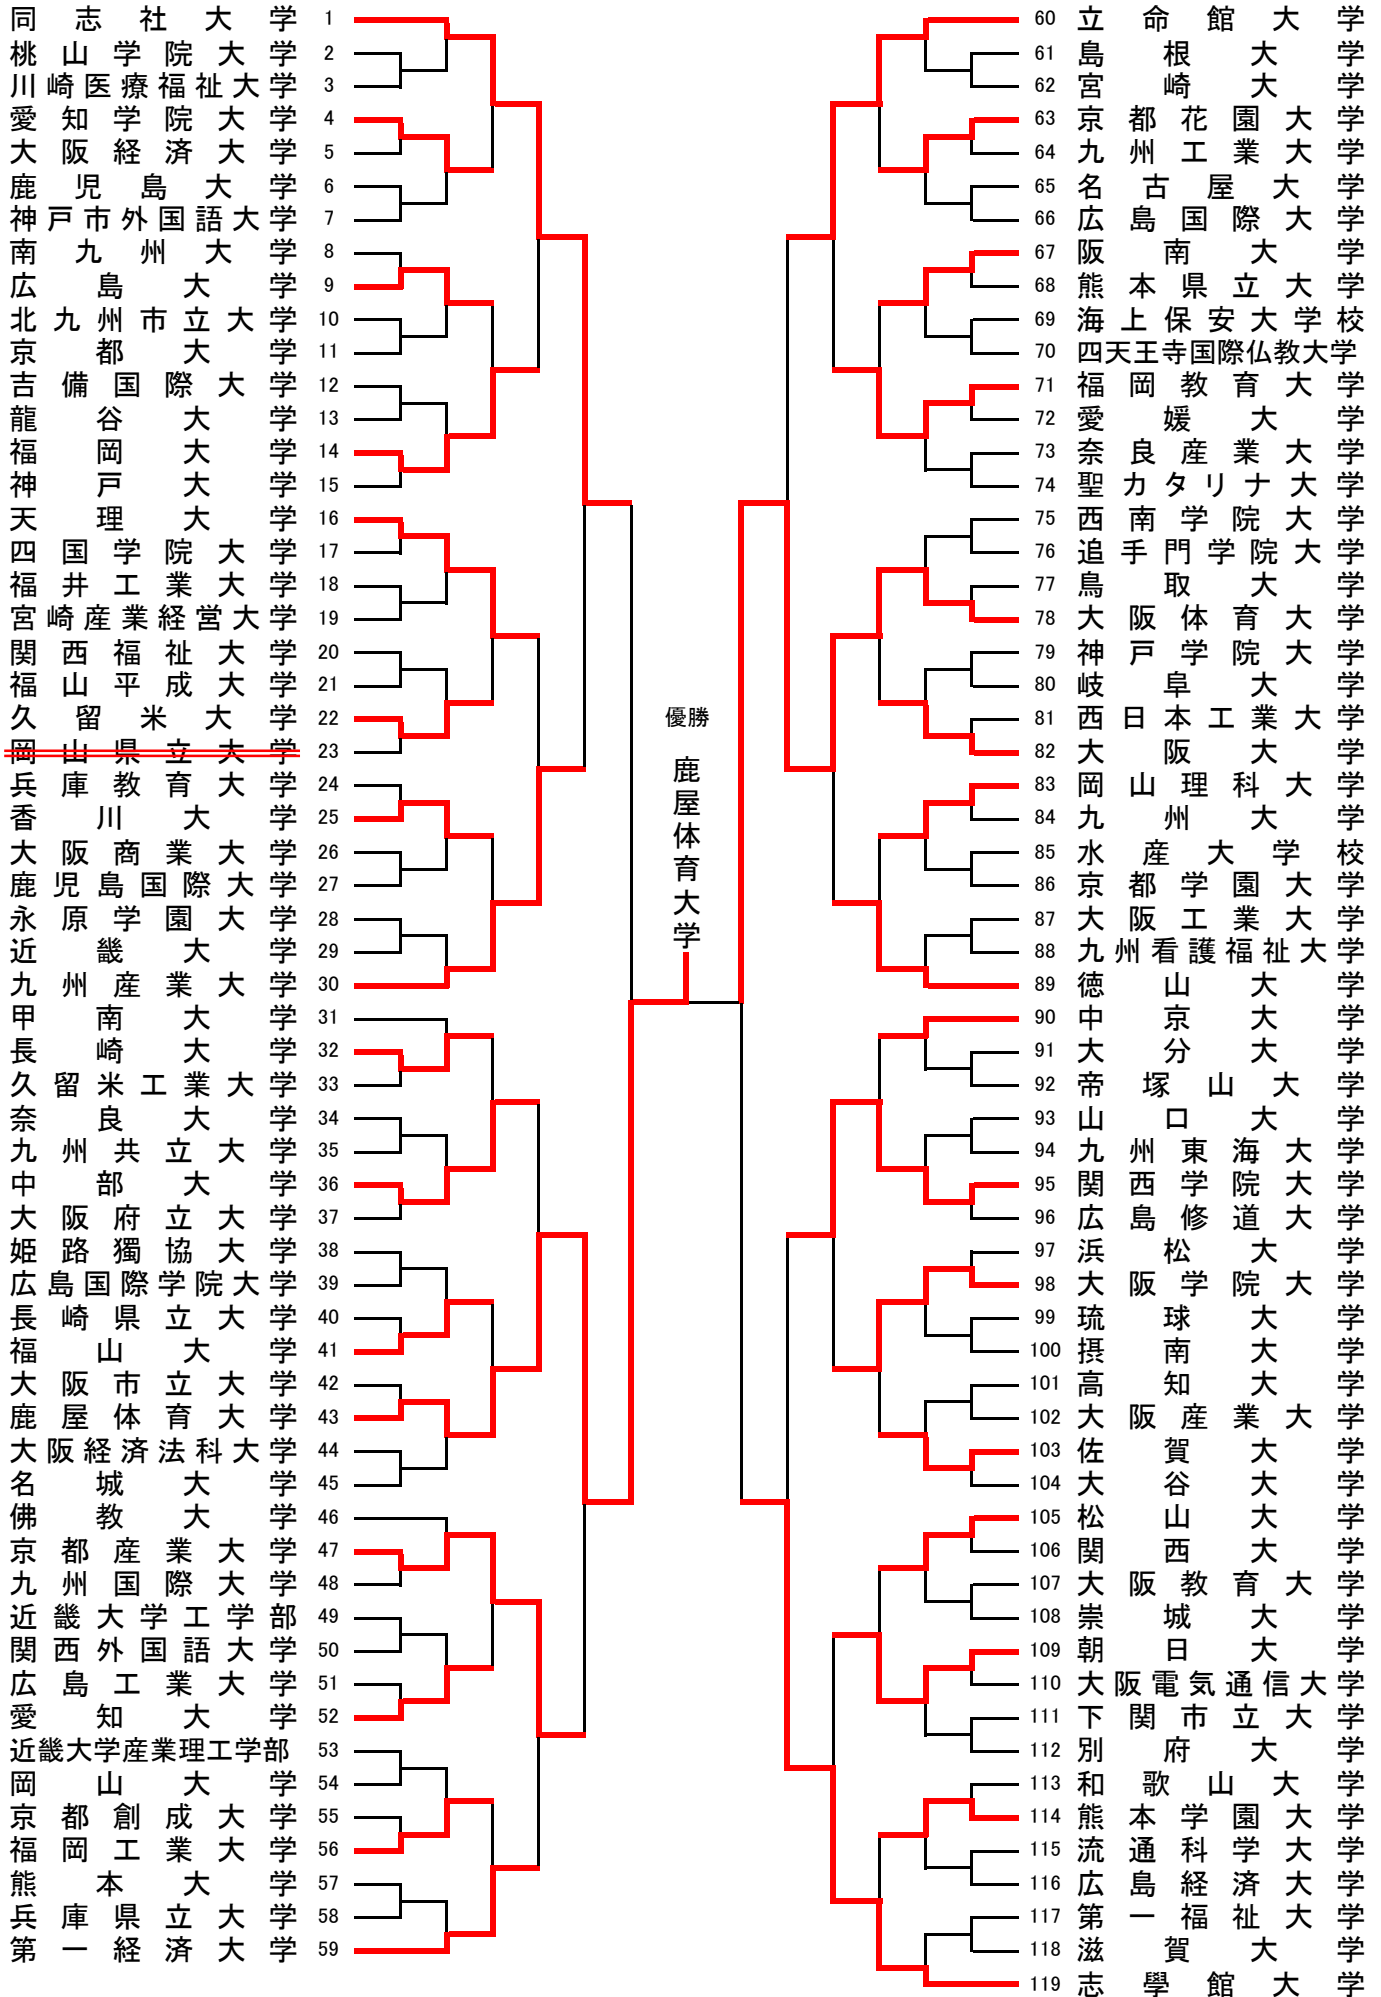 同志社大学 1
桃山学院大学 2
川崎医療福祉大学 3
愛知学院大学 4
大阪経済大学 5
鹿児島大学 6
神戸市外国語大学 7
南九州大学 8
広島大学 9
北九州市立大学 10
京都大学 11
吉備国際大学 12
龍谷大学 13
福岡大学 14
神戸大学 15
天理大学 16
四国学院大学 17
福井工業大学 18
宮崎産業経営大学 19
関西福祉大学 20
福山平成大学 21
久留米大学 22
岡山県立大学 23
兵庫教育大学 24
香川大学 25
大阪商業大学 26
鹿児島国際大学 27
永原学園大学 28
近畿大学 29
九州産業大学 30
甲南大学 31
長崎大学 32
久留米工業大学 33
奈良大学 34
九州共立大学 35
中部大学 36
大阪府立大学 37
姫路獨協大学 38
広島国際学院大学 39
長崎県立大学 40
福山大学 41
大阪市立大学 42
鹿屋体育大学 43
大阪経済法科大学 44
名城大学 45
佛教大学 46
京都産業大学 47
九州国際大学 48
近畿大学工学部 49
関西外国語大学 50
広島工業大学 51
愛知大学 52
近畿大学産業理工学部 53
岡山大学 54
京都創成大学 55
福岡工業大学 56
熊本大学 57
兵庫県立大学 58
第一経済大学 59
優勝
鹿屋体育大学
60 立命館大学
61 島根大学
62 宮崎大学
63 京都花園大学
64 九州工業大学
65 名古屋大学
66 広島国際大学
67 阪南大学
68 熊本県立大学
69 海上保安大学校
70 四天王寺国際仏教大学
71 福岡教育大学
72 愛媛大学
73 奈良産業大学
74 聖カタリナ大学
75 西南学院大学
76 追手門学院大学
77 鳥取大学
78 大阪体育大学
79 神戸学院大学
80 岐阜大学
81 西日本工業大学
82 大阪大学
83 岡山理科大学
84 九州大学
85 水産大学校
86 京都学園大学
87 大阪工業大学
88 九州看護福祉大学
89 徳山大学
90 中京大学
91 大分大学
92 帝塚山大学
93 山口大学
94 九州東海大学
95 関西学院大学
96 広島修道大学
97 浜松大学
98 大阪学院大学
99 琉球大学
100 摂南大学
101 高知大学
102 大阪産業大学
103 佐賀大学
104 大谷大学
105 松山大学
106 関西大学
107 大阪教育大学
108 崇城大学
109 朝日大学
110 大阪電気通信大学
111 下関市立大学
112 別府大学
113 和歌山大学
114 熊本学園大学
115 流通科学大学
116 広島経済大学
117 第一福祉大学
118 滋賀大学
119 志學館大学